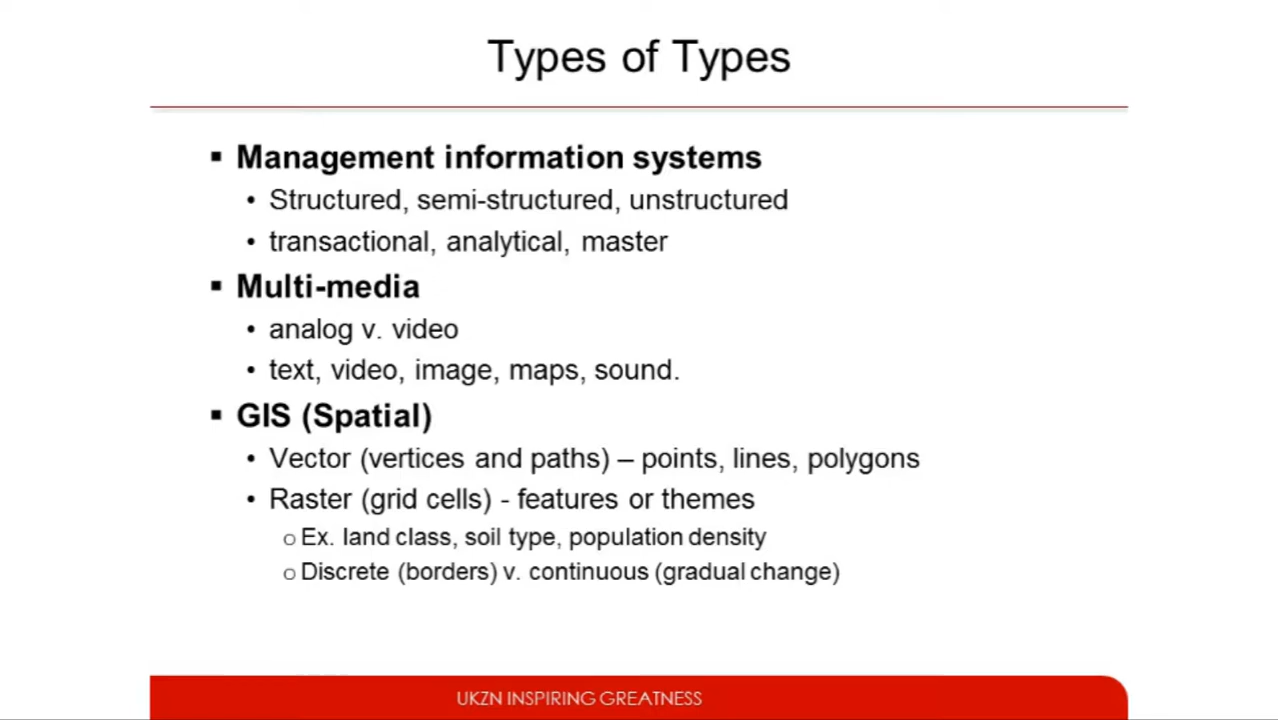 Types of Types
▪ Management information systems
• Structured, semi-structured, unstructured
• transactional, analytical, master
▪ Multi-media
• analog v. video
• text, video, image, maps, sound.
▪ GIS (Spatial)
• Vector (vertices and paths) – points, lines, polygons
• Raster (grid cells) - features or themes
o Ex. land class, soil type, population density
o Discrete (borders) v. continuous (gradual change)
UKZN INSPIRING GREATNESS